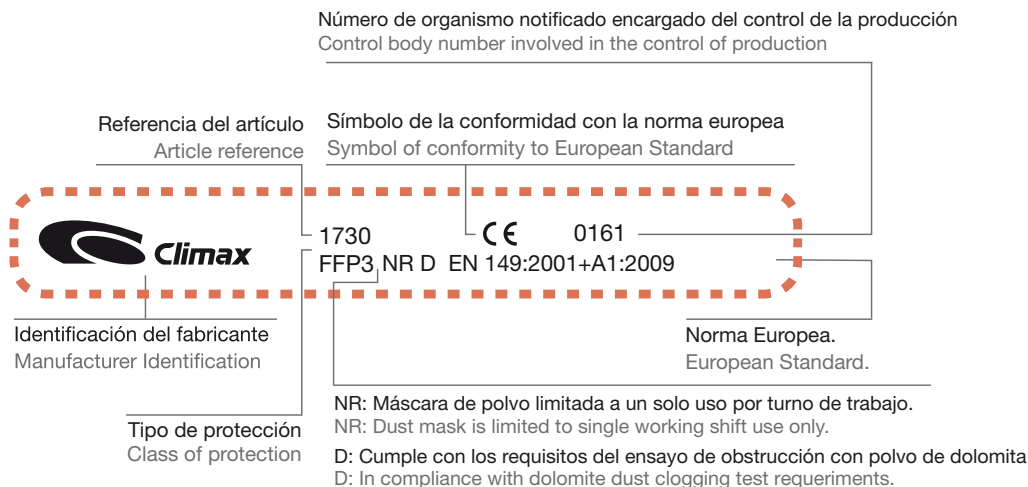 Número de organismo notificado encargado del control de la producción
Control body number involved in the control of production
Referencia del artículo
Article reference
Símbolo de la conformidad con la norma europea
Symbol of conformity to European Standard
Climax
1730
CE
0161
FFP3 NR D EN 149:2001+A1:2009
Identificación del fabricante
Manufacturer Identification
Norma Europea.
European Standard.
Tipo de protección
Class of protection
NR: Máscara de polvo limitada a un solo uso por turno de trabajo.
NR: Dust mask is limited to single working shift use only.
D: Cumple con los requisitos del ensayo de obstrucción con polvo de dolomita
D: In compliance with dolomite dust clogging test requeriments.